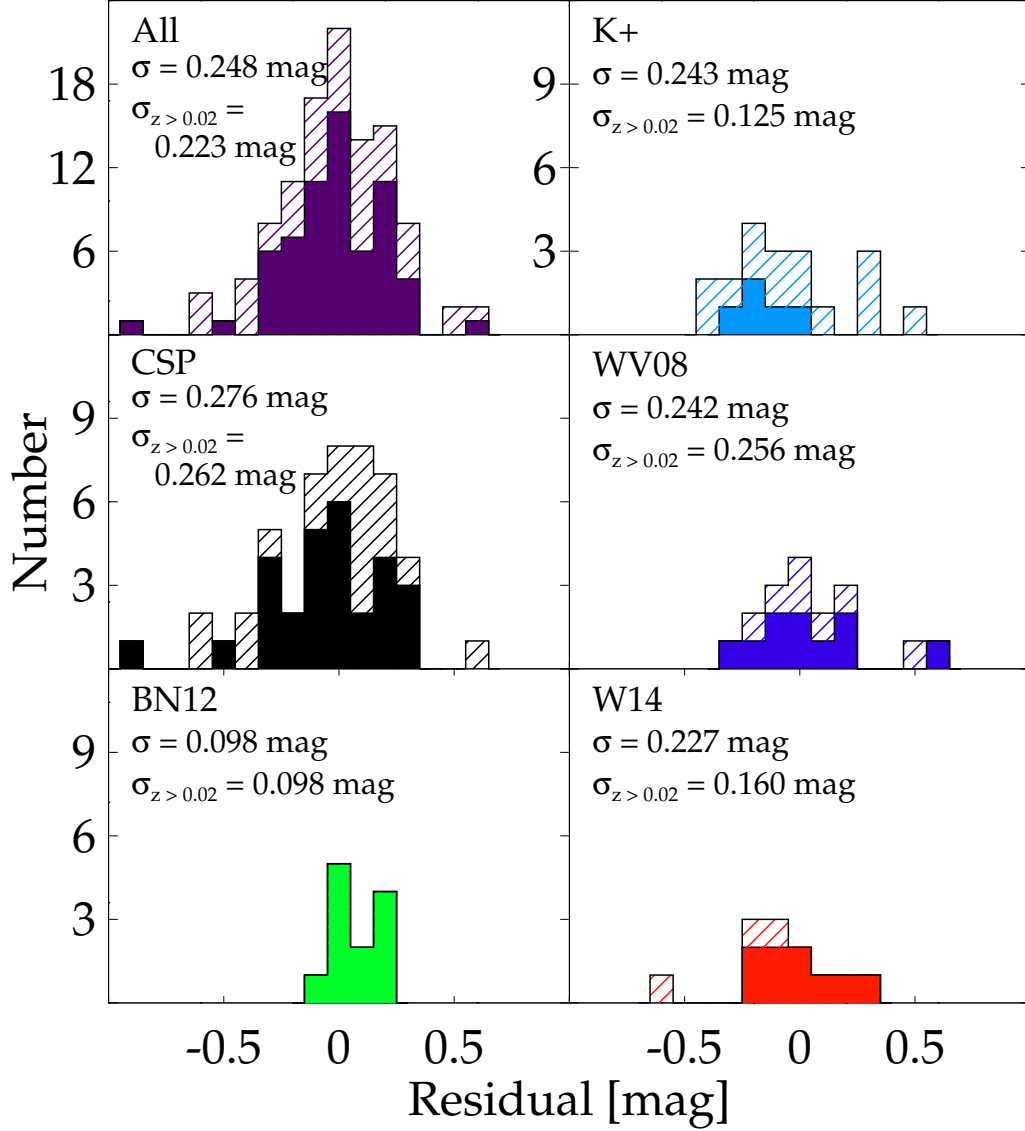 All
σ = 0.248 mag
σz > 0.02 =
0.223 mag
18
12
6
K+
σ = 0.243 mag
σz > 0.02 = 0.125 mag
9
6
3
CSP
σ = 0.276 mag
σz > 0.02 =
0.262 mag
9
6
3
WV08
σ = 0.242 mag
σz > 0.02 = 0.256 mag
BN12
σ = 0.098 mag
σz > 0.02 = 0.098 mag
9
6
3
W14
σ = 0.227 mag
σz > 0.02 = 0.160 mag
Number
-0.5 0 0.5 -0.5 0 0.5
Residual [mag]